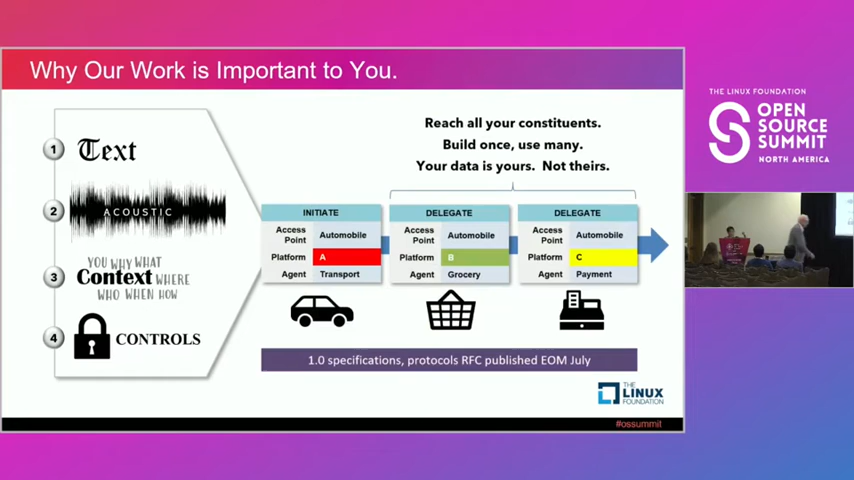 Why Our Work is Important to You.
1
Text
2
ACOUSTIC
3
YOU WHY WHAT
Context WHERE
WHO WHEN HOW
4
CONTROLS
Reach all your constituents.
Build once, use many.
Your data is yours. Not theirs.
INITIATE
Access Point Automobile
Platform A
Agent Transport
DELEGATE
Access Point Automobile
Platform B
Agent Grocery
DELEGATE
Access Point Automobile
Platform C
Agent Payment
1.0 specifications, protocols RFC published EOM July
THE
LINUX
FOUNDATION
#ossummit
THE LINUX FOUNDATION
OPEN
SOURCE
SUMMIT
NORTH AMERICA